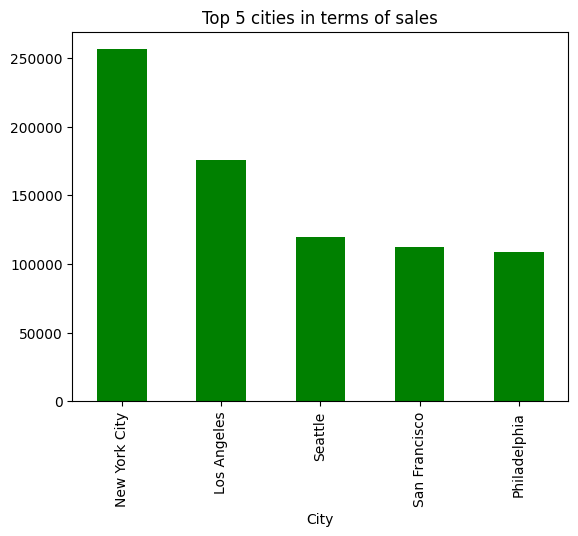 Top 5 cities in terms of sales
250000
200000
150000
100000
50000
0
New York City
Los Angeles
Seattle
San Francisco
Philadelphia
City